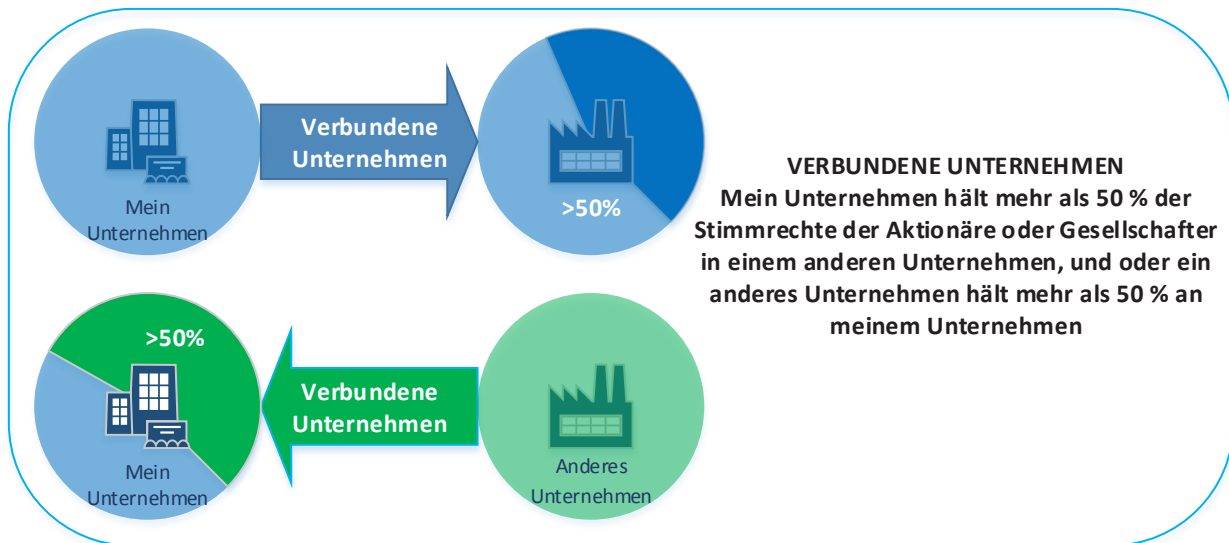 Mein
Unternehmen
Verbundene
Unternehmen
>50%
VERBUNDENE UNTERNEHMEN
Mein Unternehmen hält mehr als 50 % der
Stimmrechte der Aktionäre oder Gesellschafter
in einem anderen Unternehmen, und oder ein
anderes Unternehmen hält mehr als 50 % an
meinem Unternehmen
>50%
Mein
Unternehmen
Verbundene
Unternehmen
Anderes
Unternehmen